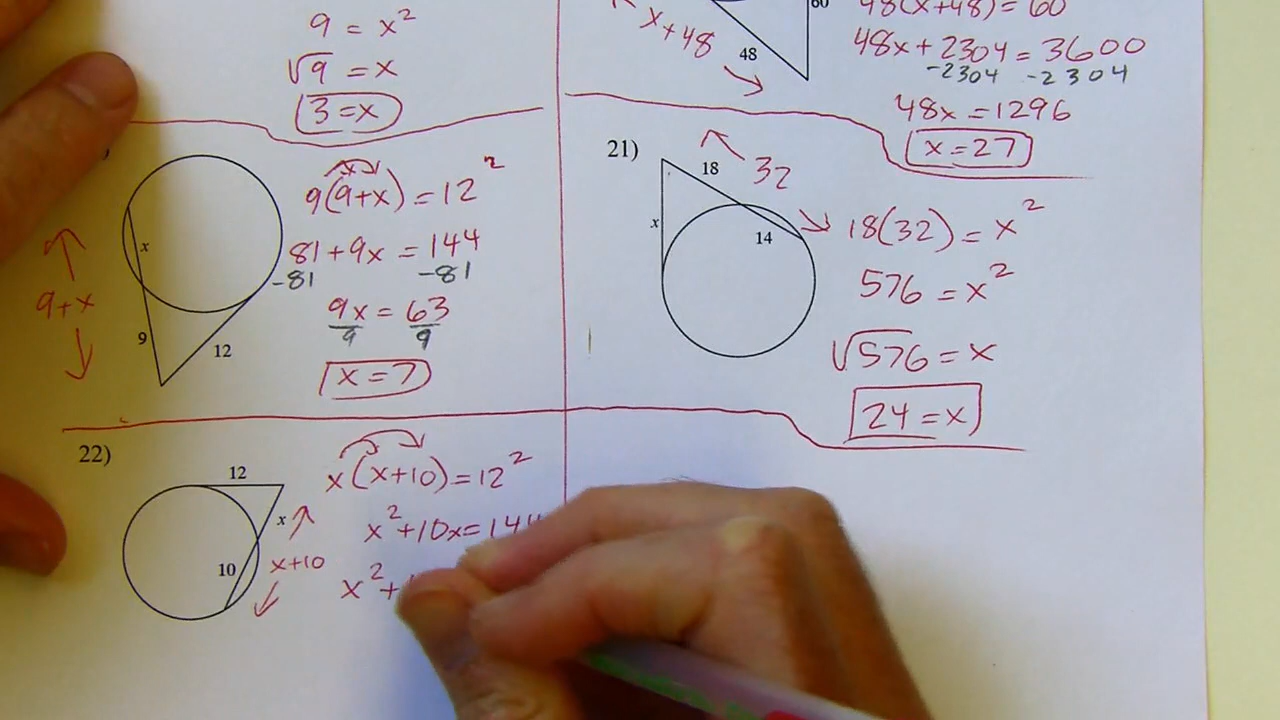 9 = x²
√9 = x
3 = x
x+48
48
60
48(x+48) = 60
48x + 2304 = 3600
-2304 -2304
48x = 1296
x = 27
x
9
12
9+x
9(9+x) = 12²
81 + 9x = 144
-81 -81
9x = 63
9 9
x = 7
21)
18
32
x
14
18(32) = x²
576 = x²
√576 = x
24 = x
22)
12
x
10
x+10
x(x+10) = 12²
x² + 10x = 144
x² +